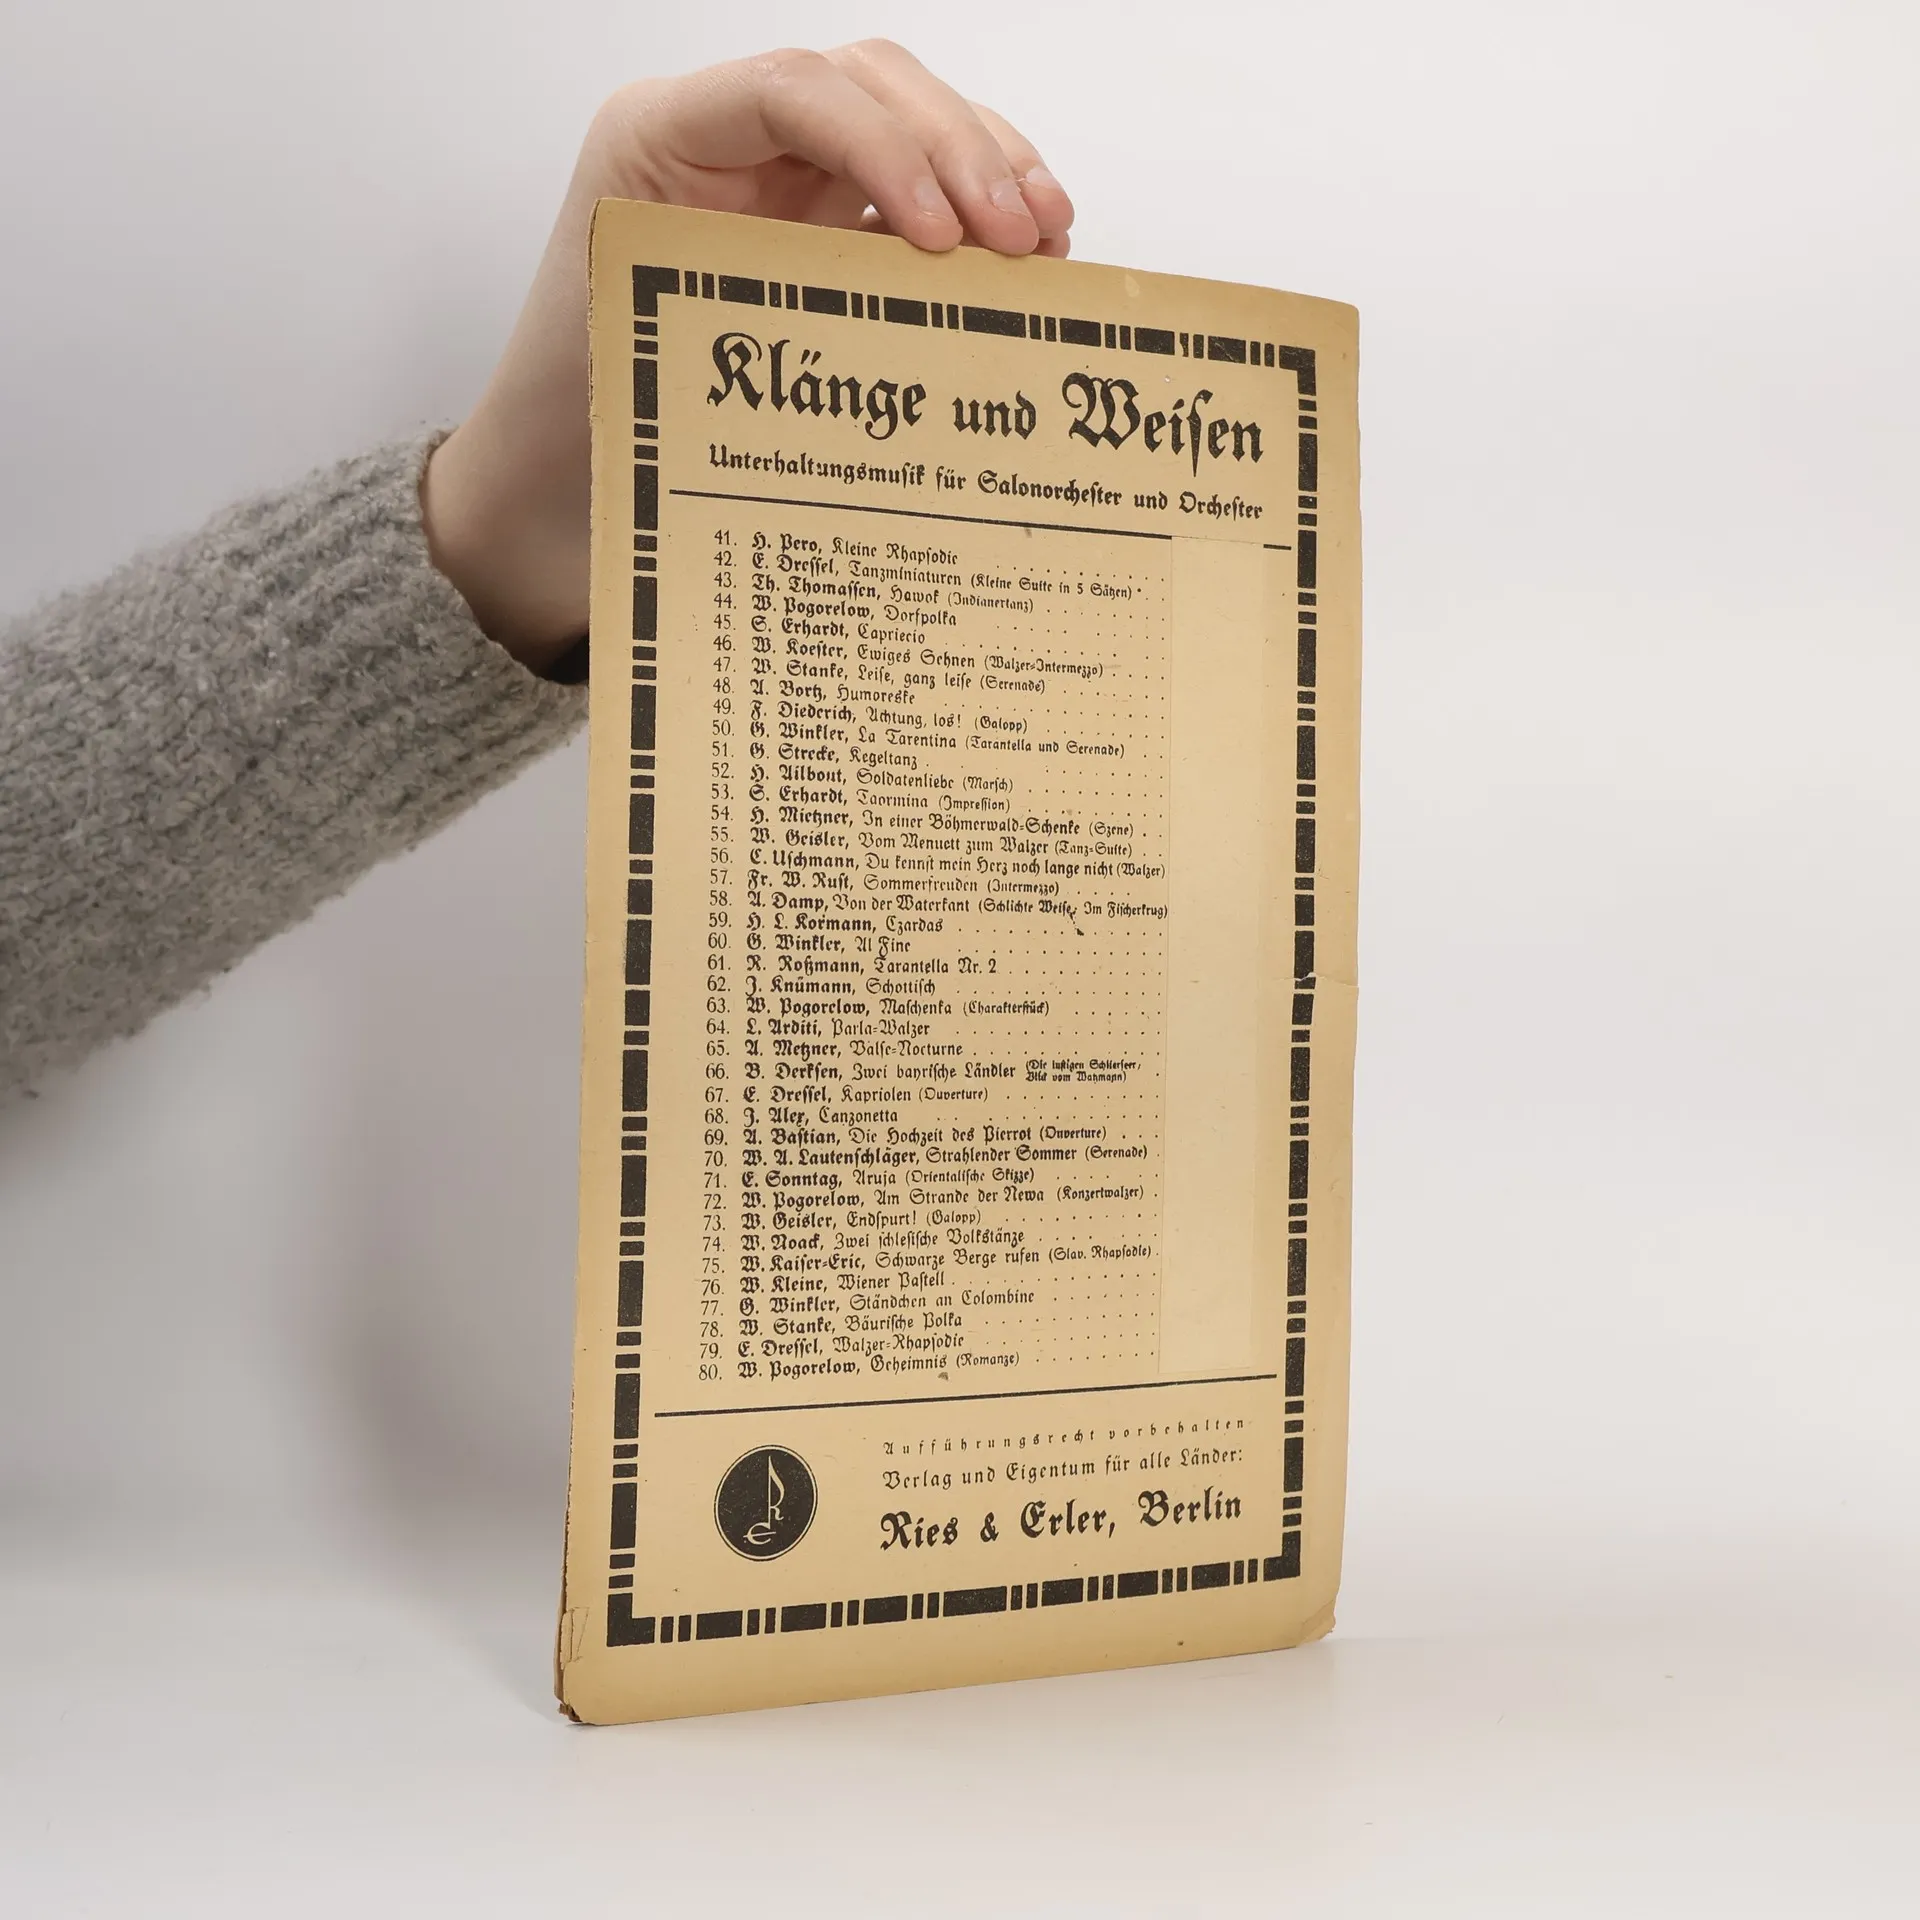 Klänge und Weisen
Unterhaltungsmusik für Salonorchester und Orchester
41. H. Pero, Kleine Rhapsodie
42. E. Dressel, Tanzminiaturen (Kleine Suite in 5 Sätzen)
43. Th. Thomassen, Hawok (Indianertanz)
44. W. Pogorelow, Dorfpolka
45. S. Erhardt, Capriccio
46. W. Koester, Ewiges Sehnen (Walzer=Intermezzo)
47. W. Stanke, Leise, ganz leise (Serenade)
48. A. Bortz, Humoreske
49. F. Diederich, Achtung, los! (Galopp)
50. G. Winkler, La Tarentina (Tarantella und Serenade)
51. G. Strecke, Kegeltanz
52. H. Ailbout, Soldatenliebe (Marsch)
53. S. Erhardt, Taormina (Impression)
54. H. Mietzner, In einer Böhmerwald=Schenke (Szene)
55. W. Geisler, Vom Menuett zum Walzer (Tanz=Suite)
56. C. Uschmann, Du kennst mein Herz noch lange nicht (Walzer)
57. Fr. W. Rust, Sommerfreuden (Intermezzo)
58. A. Damp, Von der Waterkant (Schlichte Weise, Im Fischerkrug)
59. H. L. Kormann, Czardas
60. G. Winkler, Al Fine
61. R. Roßmann, Tarantella Nr. 2
62. J. Knümann, Schottisch
63. W. Pogorelow, Maschenka (Charakterstück)
64. L. Arditi, Parla=Walzer
65. A. Metzner, Valse=Nocturne
66. B. Derksen, Zwei bayrische Ländler (Die lustigen Schlierseer, Blick vom Watzmann)
67. E. Dressel, Kapriolen (Ouverture)
68. J. Alex, Canzonetta
69. A. Bastian, Die Hochzeit des Pierrot (Ouverture)
70. W. A. Lautenschläger, Strahlender Sommer (Serenade)
71. E. Sonntag, Aruja (Orientalische Skizze)
72. W. Pogorelow, Am Strande der Newa (Konzertwalzer)
73. W. Geisler, Endspurt! (Galopp)
74. W. Noack, Zwei schlesische Volkstänze
75. W. Kaiser=Eric, Schwarze Berge rufen (Slav. Rhapsodie)
76. W. Kleine, Wiener Pastell
77. G. Winkler, Ständchen an Colombine
78. W. Stanke, Bäurische Polka
79. E. Dressel, Walzer=Rhapsodie
80. W. Pogorelow, Geheimnis (Romanze)
Aufführungsrecht vorbehalten
Verlag und Eigentum für alle Länder:
Ries & Erler, Berlin
R
E